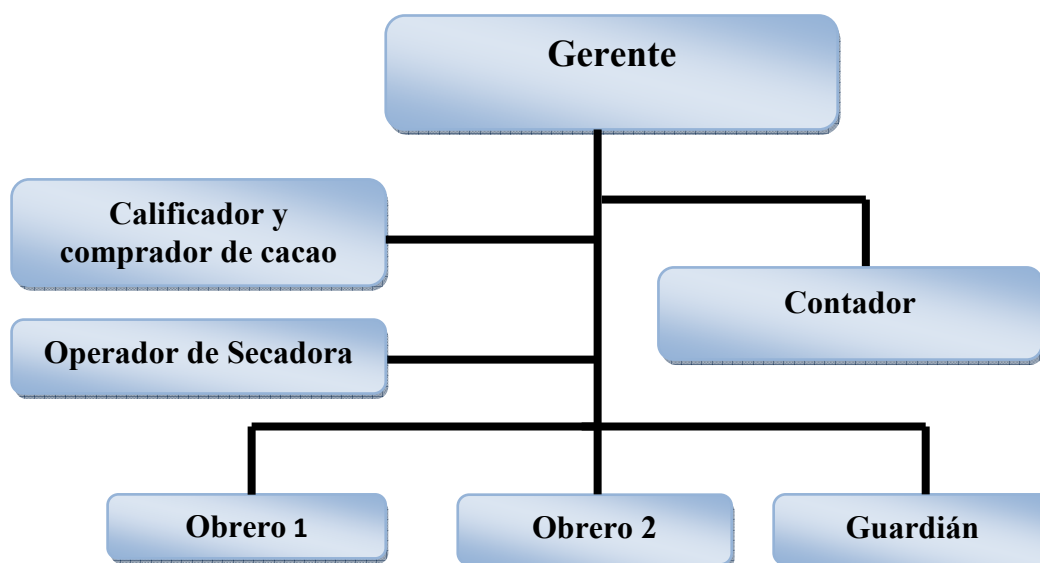 Gerente
Calificador y
comprador de cacao
Contador
Operador de Secadora
Obrero 1
Obrero 2
Guardián